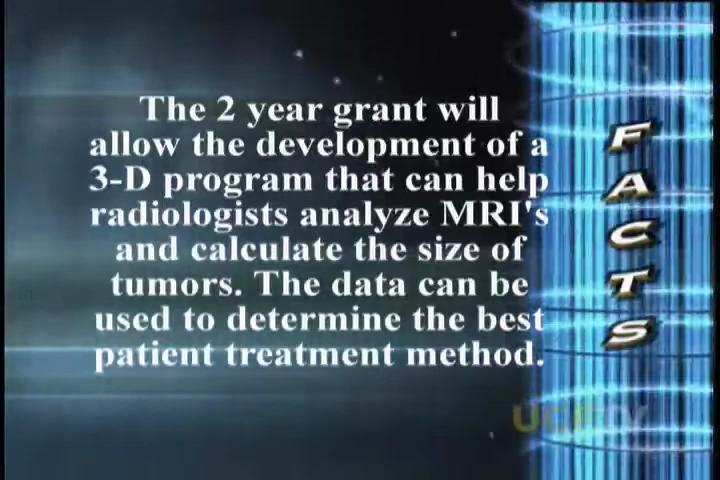 The 2 year grant will
allow the development of a
3-D program that can help
radiologists analyze MRI's
and calculate the size of
tumors. The data can be
used to determine the best
patient treatment method.
FACTS
UCFTV